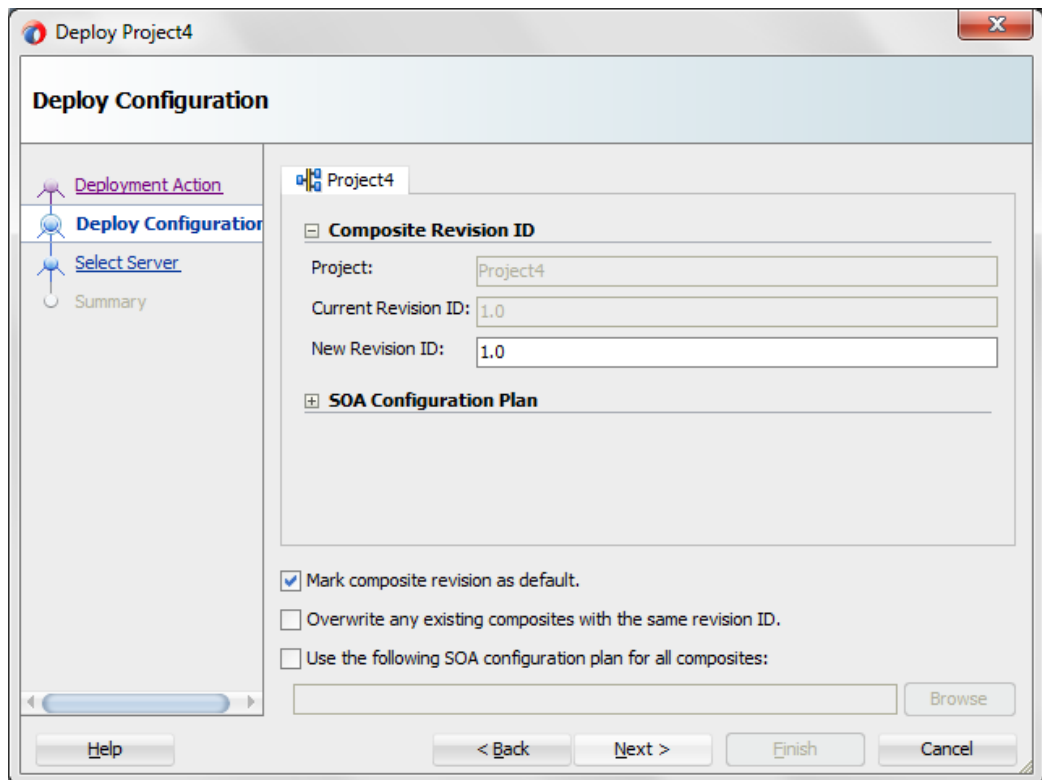 Deploy Project4
Deploy Configuration
Deployment Action
Deploy Configuration
Select Server
Summary
Project4
Composite Revision ID
Project: Project4
Current Revision ID: 1.0
New Revision ID: 1.0
SOA Configuration Plan
Mark composite revision as default.
Overwrite any existing composites with the same revision ID.
Use the following SOA configuration plan for all composites:
Browse
Help < Back Next > Finish Cancel